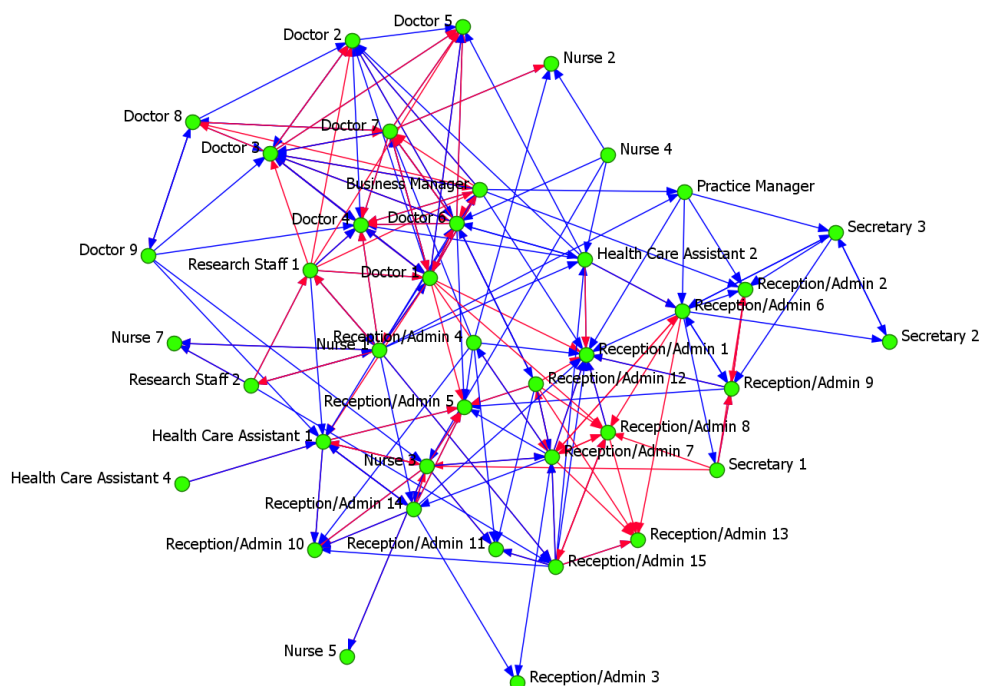 Doctor 5
Doctor 2
Nurse 2
Doctor 8
Doctor 7
Doctor 3
Nurse 4
Business Manager
Practice Manager
Doctor 4
Doctor 6
Secretary 3
Doctor 9
Research Staff 1
Doctor 1
Health Care Assistant 2
Reception/Admin 2
Reception/Admin 6
Nurse 7
Nurse 1
Reception/Admin 4
Reception/Admin 1
Secretary 2
Research Staff 2
Reception/Admin 12
Reception/Admin 9
Reception/Admin 5
Reception/Admin 8
Health Care Assistant 1
Reception/Admin 7
Nurse 3
Secretary 1
Health Care Assistant 4
Reception/Admin 14
Reception/Admin 13
Reception/Admin 10
Reception/Admin 11
Reception/Admin 15
Nurse 5
Reception/Admin 3